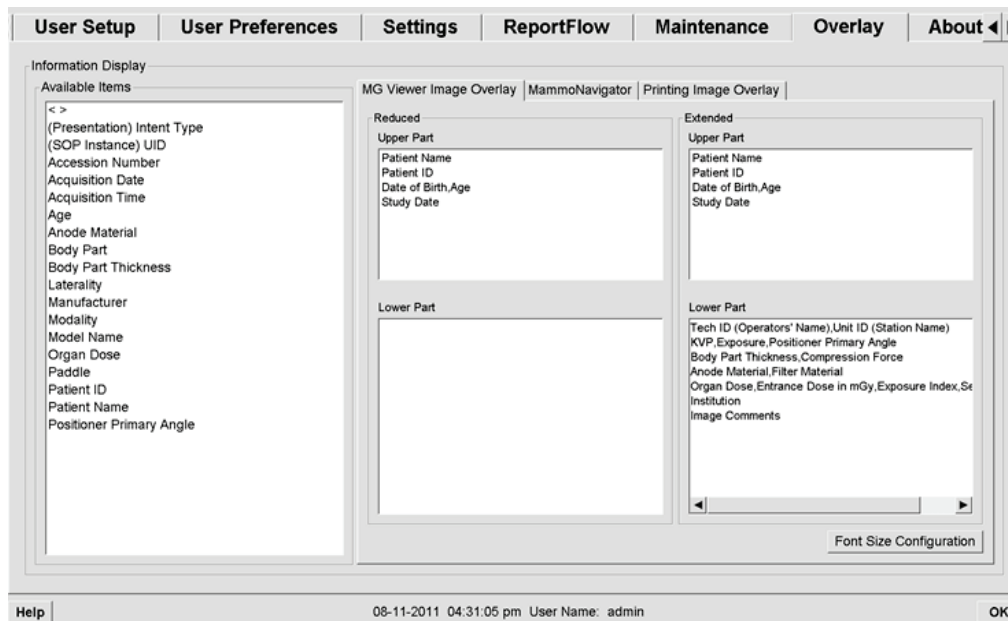 User Setup User Preferences Settings ReportFlow Maintenance Overlay About
Information Display
Available Items
< >
(Presentation) Intent Type
(SOP Instance) UID
Accession Number
Acquisition Date
Acquisition Time
Age
Anode Material
Body Part
Body Part Thickness
Laterality
Manufacturer
Modality
Model Name
Organ Dose
Paddle
Patient ID
Patient Name
Positioner Primary Angle
MG Viewer Image Overlay MammoNavigator Printing Image Overlay
Reduced
Upper Part
Patient Name
Patient ID
Date of Birth,Age
Study Date
Lower Part
Extended
Upper Part
Patient Name
Patient ID
Date of Birth,Age
Study Date
Lower Part
Tech ID (Operators' Name),Unit ID (Station Name)
KVP,Exposure,Positioner Primary Angle
Body Part Thickness,Compression Force
Anode Material,Filter Material
Organ Dose,Entrance Dose in mGy,Exposure Index,Se
Institution
Image Comments
Font Size Configuration
Help 08-11-2011 04:31:05 pm User Name: admin OK